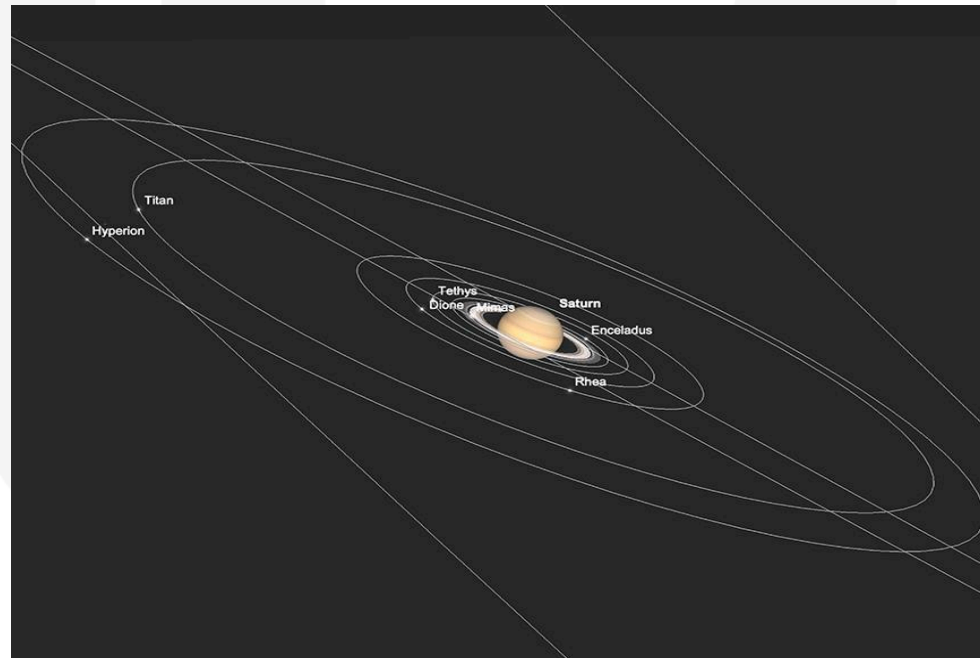 Titan
Hyperion
Tethys
Saturn
Dione
Mimas
Enceladus
Rhea